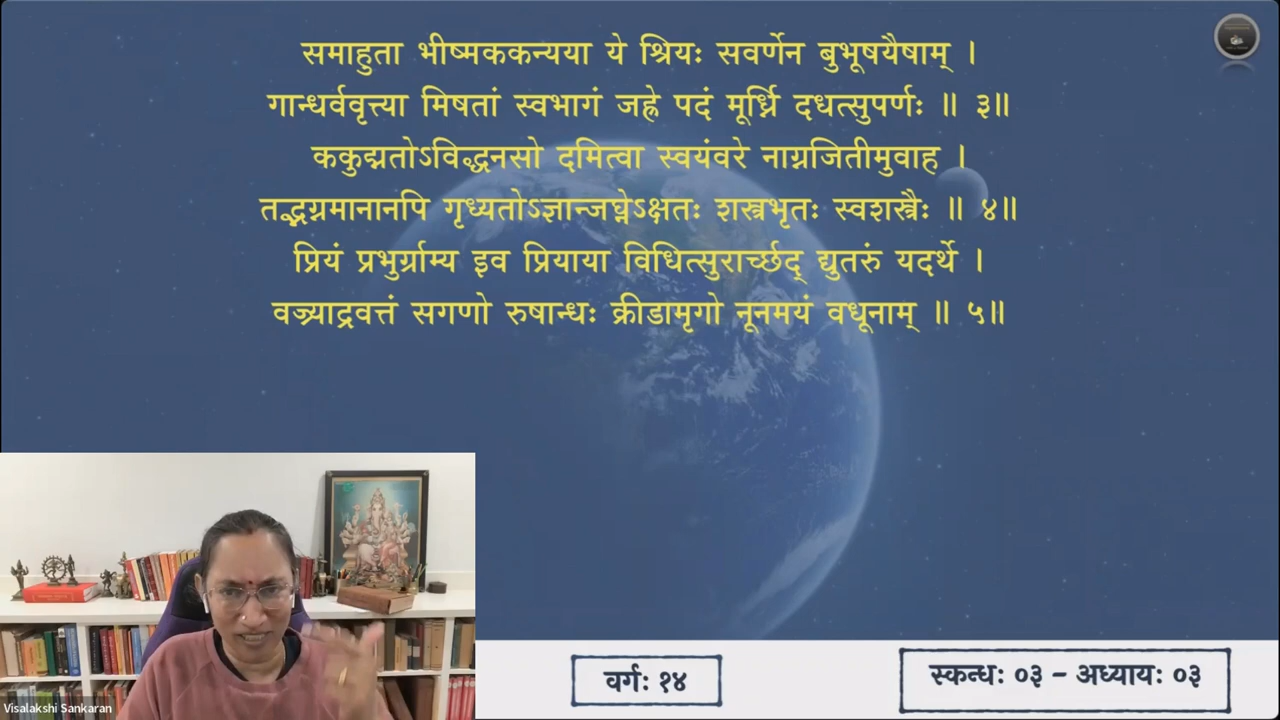 समाहुता भीष्मककन्यया ये श्रियः सवर्णेन बुभूषयैषाम् ।
गान्धर्ववृत्त्या मिषतां स्वभागं जह्रे पदं मूर्ध्नि दधत्सुपर्णः ॥ ३॥
ककुद्मतोऽविद्धनसो दमित्वा स्वयंवरे नाग्नजितीमुवाह ।
तद्भग्नमानानपि गृध्यतोऽज्ञान्जघ्नेऽक्षतः शस्त्रभृतः स्वशस्त्रैः ॥ ४॥
प्रियं प्रभुर्ग्राम्य इव प्रियाया विधित्सुरार्च्छद् द्युतरुं यदर्थे ।
वज्र्याद्रवत्तं सगणो रुषान्धः क्रीडामृगो नूनमयं वधूनाम् ॥ ५॥
Visalakshi Sankaran
वर्गः १४
स्कन्धः ०३ - अध्यायः ०३